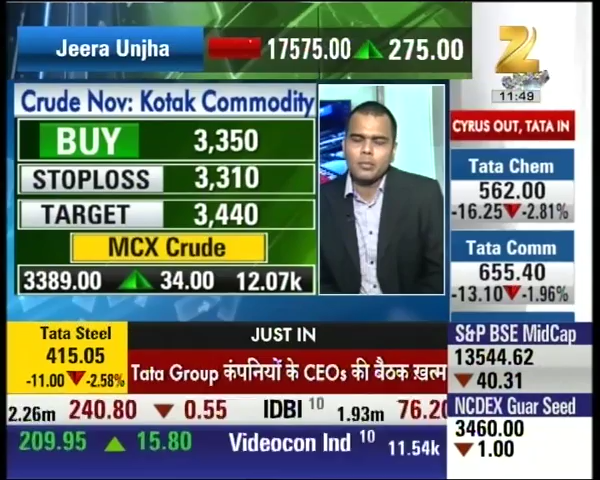 Jeera Unjha 17575.00 275.00
11:49
Crude Nov: Kotak Commodity
BUY 3,350
STOPLOSS 3,310
TARGET 3,440
MCX Crude
3389.00 34.00 12.07k
CYRUS OUT, TATA IN
Tata Chem
562.00
-16.25 -2.81%
Tata Comm
655.40
-13.10 -1.96%
Tata Steel
415.05
-11.00 -2.58%
JUST IN
Tata Group कंपनियों के CEOs की बैठक ख़त्म
S&P BSE MidCap
13544.62
40.31
NCDEX Guar Seed
3460.00
1.00
2.26m 240.80 0.55 IDBI 10 1.93m 76.20
209.95 15.80 Videocon Ind 10 11.54k